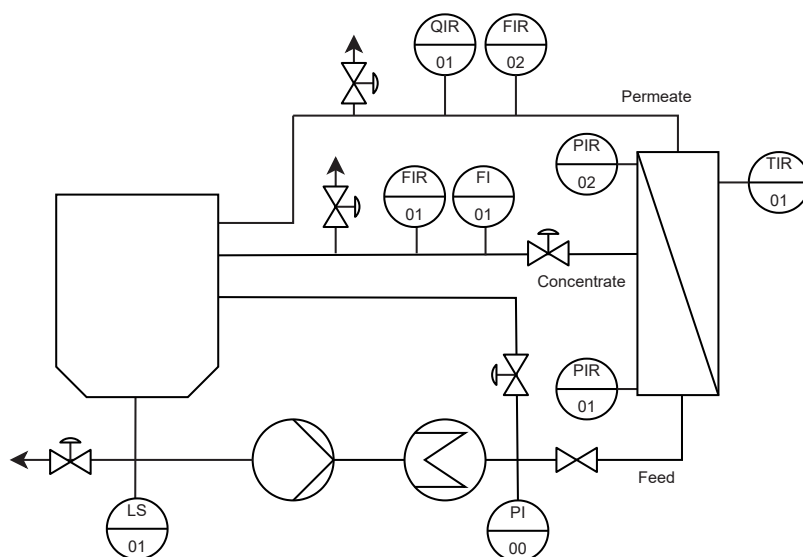 QIR
01
FIR
02
Permeate
PIR
02
TIR
01
FIR
01
FI
01
Concentrate
PIR
01
Feed
LS
01
PI
00